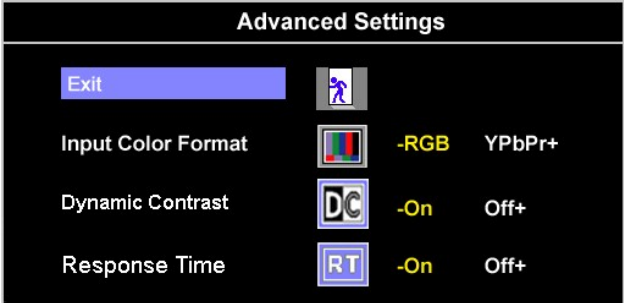 Advanced Settings
Exit
Input Color Format -RGB YPbPr+
Dynamic Contrast DC -On Off+
Response Time RT -On Off+